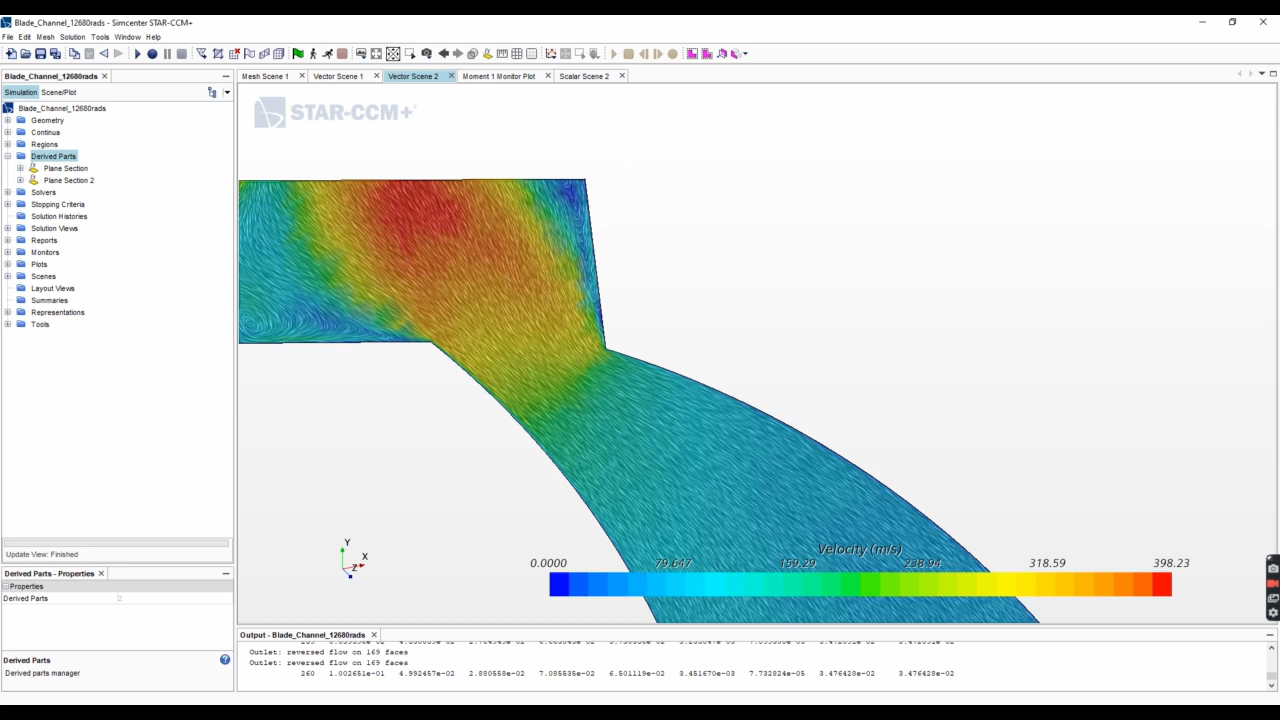 Blade_Channel_12680rads - Simcenter STAR-CCM+
File Edit Mesh Solution Tools Window Help
Blade_Channel_12680rads
Mesh Scene 1 Vector Scene 1 Vector Scene 2 Moment 1 Monitor Plot Scalar Scene 2
Simulation Scene/Plot
Blade_Channel_12680rads
Geometry
Continua
Regions
Derived Parts
Plane Section
Plane Section 2
Solvers
Stopping Criteria
Solution Histories
Solution Views
Reports
Monitors
Plots
Scenes
Layout Views
Summaries
Representations
Tools
STAR-CCM+
Y
X
Z
Velocity (m/s)
0.0000 79.647 159.29 238.94 318.59 398.23
Update View: Finished
Derived Parts - Properties
Properties
Derived Parts 2
Derived Parts
Derived parts manager
Output - Blade_Channel_12680rads
Outlet: reversed flow on 169 faces
Outlet: reversed flow on 169 faces
260 1.002651e-01 4.992457e-02 2.880558e-02 7.085535e-02 6.501119e-02 3.451670e-03 7.732824e-05 3.476428e-02 3.476428e-02